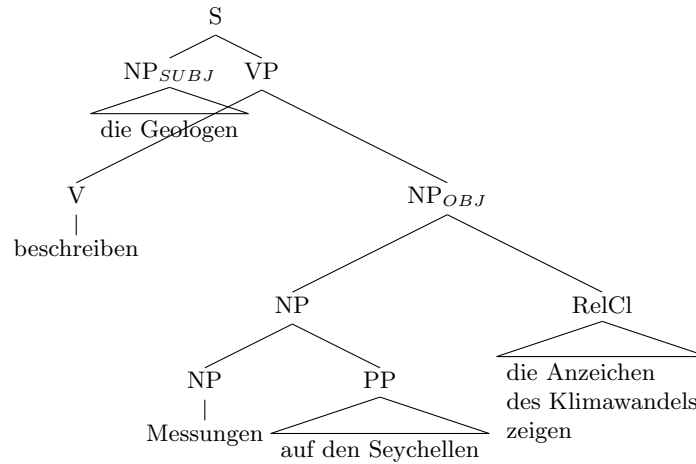 S
NP_SUBJ VP
die Geologen
V NP_OBJ
beschreiben
NP RelCl
NP PP die Anzeichen
des Klimawandels
Messungen auf den Seychellen zeigen